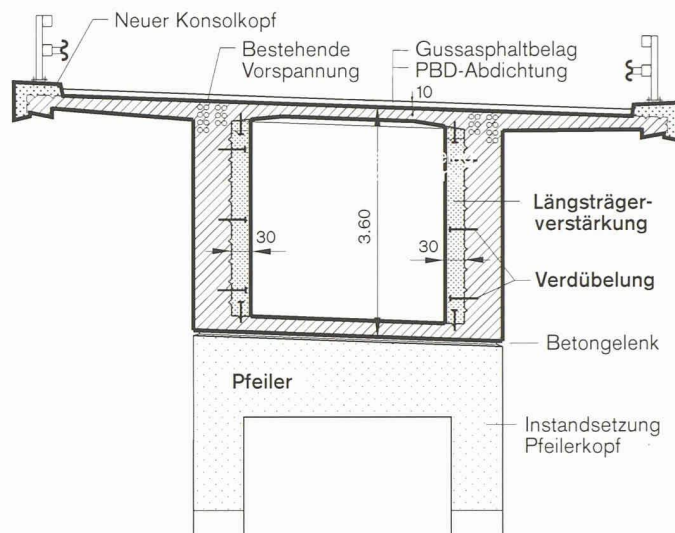 Neuer Konsolkopf
Bestehende
Vorspannung
Gussasphaltbelag
PBD-Abdichtung
10
Längsträger-
verstärkung
30
3.60
30
Verdübelung
Betongelenk
Pfeiler
Instandsetzung
Pfeilerkopf